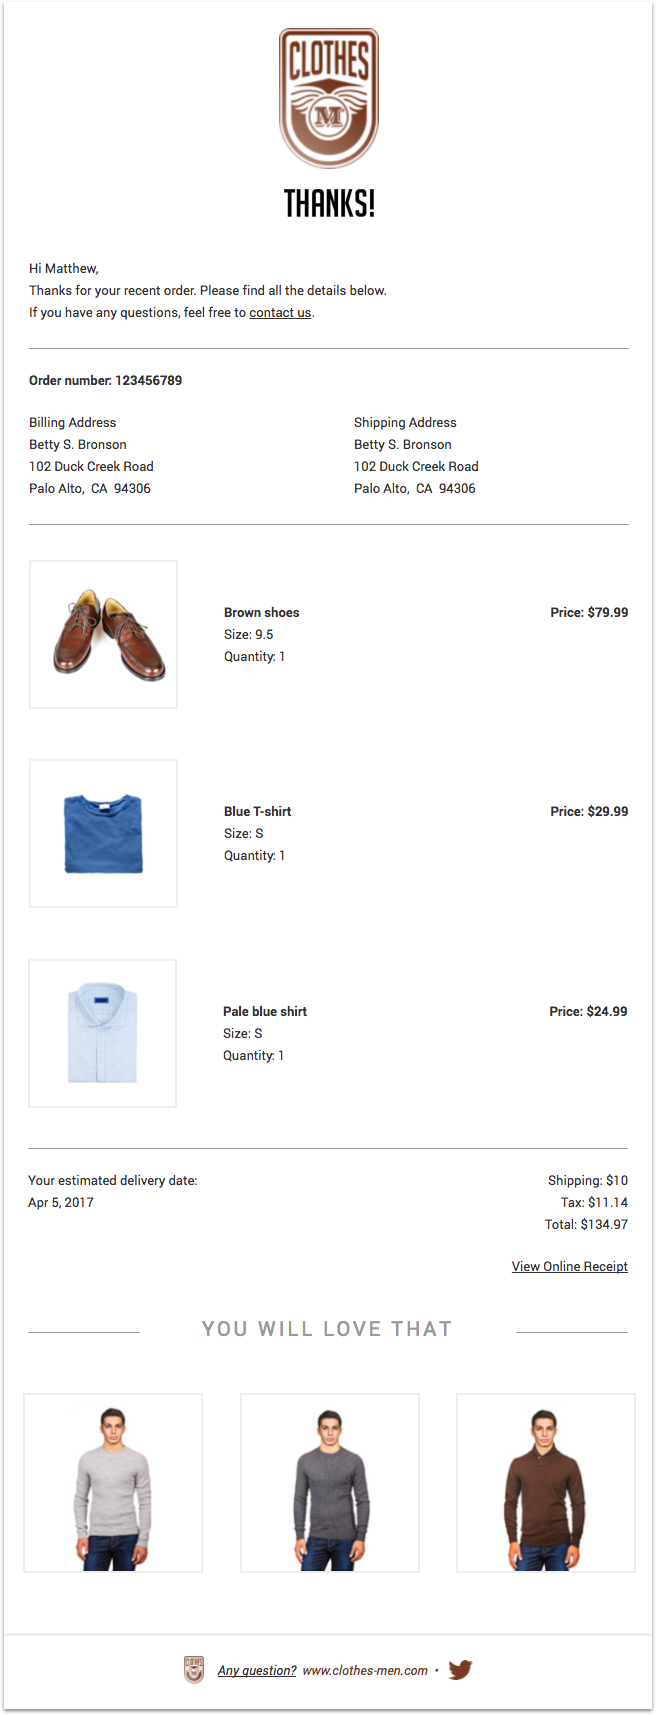 CLOTHES
M
THANKS!
Hi Matthew,
Thanks for your recent order. Please find all the details below.
If you have any questions, feel free to contact us.
Order number: 123456789
Billing Address
Betty S. Bronson
102 Duck Creek Road
Palo Alto, CA 94306
Shipping Address
Betty S. Bronson
102 Duck Creek Road
Palo Alto, CA 94306
Brown shoes
Size: 9.5
Quantity: 1
Price: $79.99
Blue T-shirt
Size: S
Quantity: 1
Price: $29.99
Pale blue shirt
Size: S
Quantity: 1
Price: $24.99
Your estimated delivery date:
Apr 5, 2017
Shipping: $10
Tax: $11.14
Total: $134.97
View Online Receipt
YOU WILL LOVE THAT
CLOTHES
M
Any question? www.clothes-men.com •